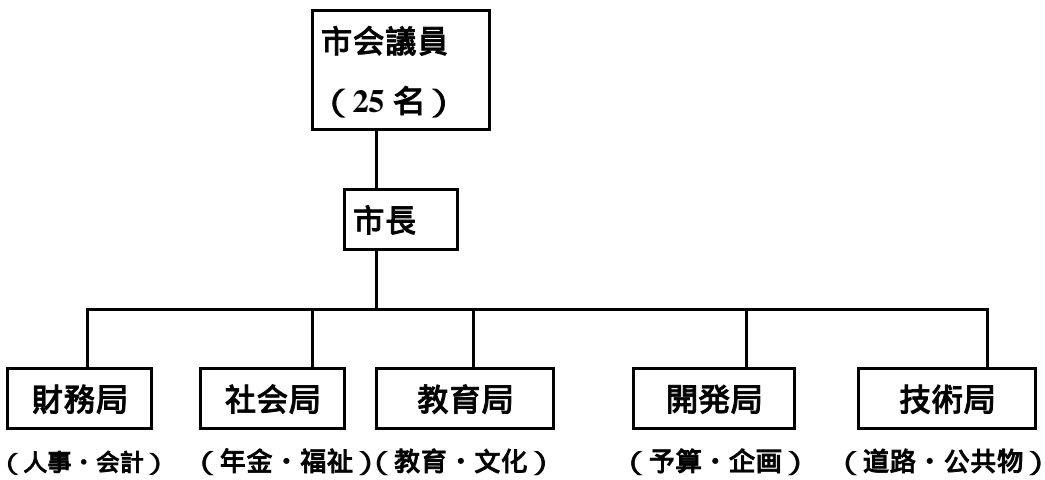 市会議員
（25 名）
市長
財務局
社会局
教育局
開発局
技術局
（人事・会計）
（年金・福祉）
（教育・文化）
（予算・企画）
（道路・公共物）